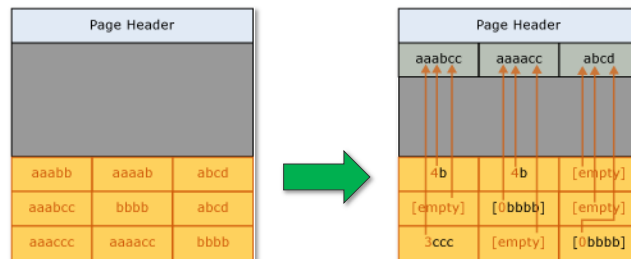 Page Header
aaabb aaaab abcd
aaabcc bbbb abcd
aaaccc aaaacc bbbb
Page Header
aaabcc aaaacc abcd
4b 4b [empty]
[empty] [0bbbb] [empty]
3ccc [empty] [0bbbb]